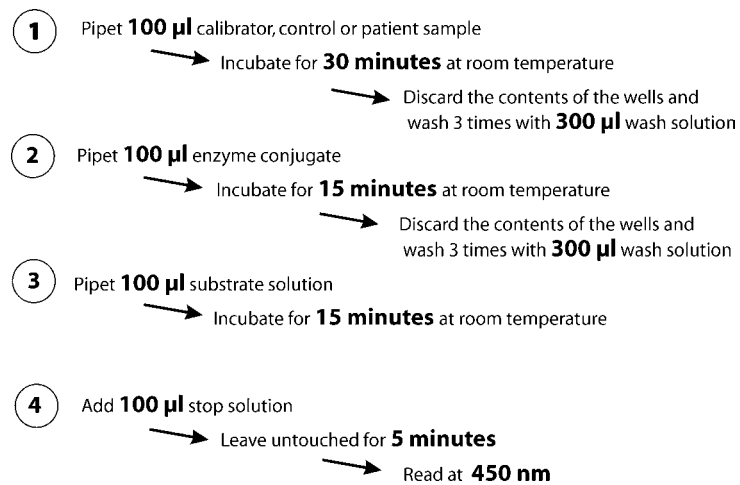 1 Pipet 100 µl calibrator, control or patient sample
Incubate for 30 minutes at room temperature
Discard the contents of the wells and
wash 3 times with 300 µl wash solution
2 Pipet 100 µl enzyme conjugate
Incubate for 15 minutes at room temperature
Discard the contents of the wells and
wash 3 times with 300 µl wash solution
3 Pipet 100 µl substrate solution
Incubate for 15 minutes at room temperature
4 Add 100 µl stop solution
Leave untouched for 5 minutes
Read at 450 nm